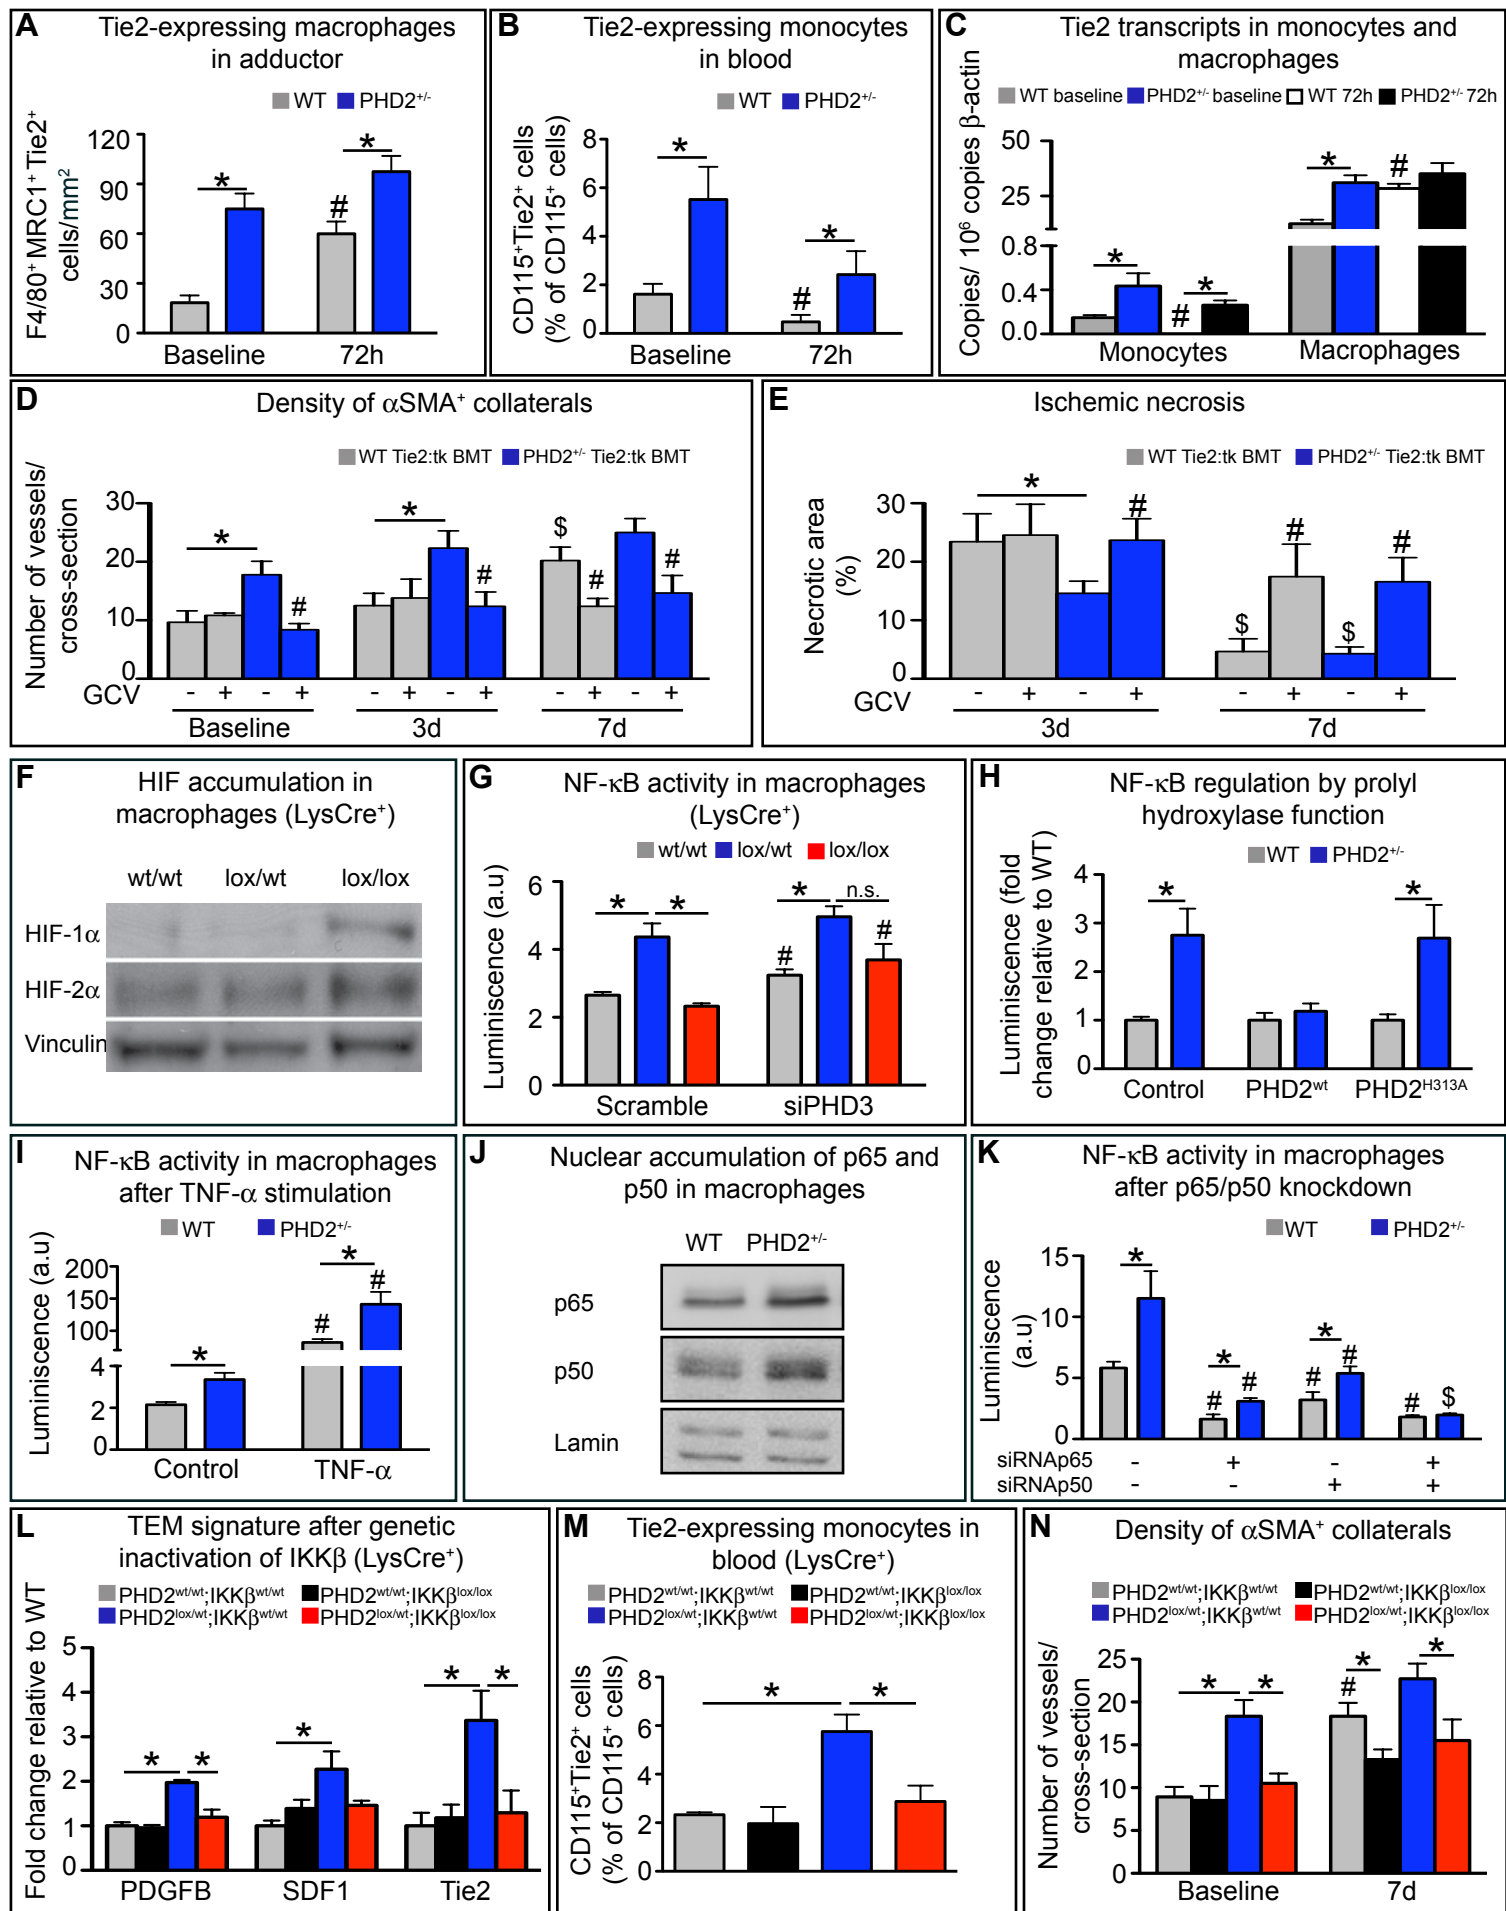 A
Tie2-expressing macrophages
in adductor
WT PHD2+/-
F4/80+ MRC1+ Tie2+
cells/mm2
120
90
60
30
0
* * #
Baseline 72h
B
Tie2-expressing monocytes
in blood
WT PHD2+/-
CD115+Tie2+ cells
(% of CD115+ cells)
8
6
4
2
0
* * #
Baseline 72h
C
Tie2 transcripts in monocytes and
macrophages
WT baseline PHD2+/- baseline WT 72h PHD2+/- 72h
Copies/ 10⁶ copies β-actin
50
25
0.8
0.4
0.0
* # * * #
Monocytes Macrophages
D
Density of αSMA+ collaterals
WT Tie2:tk BMT PHD2+/- Tie2:tk BMT
Number of vessels/
cross-section
30
20
10
0
* # * # $ # #
GCV - + - + - + - + - + - +
Baseline 3d 7d
E
Ischemic necrosis
WT Tie2:tk BMT PHD2+/- Tie2:tk BMT
Necrotic area
(%)
30
20
10
0
* # $ # $ #
GCV - + - + - + - +
3d 7d
F
HIF accumulation in
macrophages (LysCre+)
wt/wt lox/wt lox/lox
HIF-1α
HIF-2α
Vinculin
G
NF-κB activity in macrophages
(LysCre+)
wt/wt lox/wt lox/lox
Luminiscence (a.u)
6
4
2
0
* * # * n.s. #
Scramble siPHD3
H
NF-κB regulation by prolyl
hydroxylase function
WT PHD2+/-
Luminiscence (fold
change relative to WT)
4
3
2
1
0
* *
Control PHD2wt PHD2H313A
I
NF-κB activity in macrophages
after TNF-α stimulation
WT PHD2+/-
Luminiscence (a.u)
200
150
100
4
2
0
* # * #
Control TNF-α
J
Nuclear accumulation of p65 and
p50 in macrophages
WT PHD2+/-
p65
p50
Lamin
K
NF-κB activity in macrophages
after p65/p50 knockdown
WT PHD2+/-
Luminiscence
(a.u)
15
10
5
0
* # * # # * # # $
siRNAp65 - + - +
siRNAp50 - - + +
L
TEM signature after genetic
inactivation of IKKβ (LysCre+)
PHD2wt/wt;IKKβwt/wt PHD2wt/wt;IKKβlox/lox
PHD2lox/wt;IKKβwt/wt PHD2lox/wt;IKKβlox/lox
Fold change relative to WT
5
4
3
2
1
0
* * * * *
PDGFB SDF1 Tie2
M
Tie2-expressing monocytes in
blood (LysCre+)
PHD2wt/wt;IKKβwt/wt PHD2wt/wt;IKKβlox/lox
PHD2lox/wt;IKKβwt/wt PHD2lox/wt;IKKβlox/lox
CD115+Tie2+ cells
(% of CD115+ cells)
8
6
4
2
0
* *
N
Density of αSMA+ collaterals
PHD2wt/wt;IKKβwt/wt PHD2wt/wt;IKKβlox/lox
PHD2lox/wt;IKKβwt/wt PHD2lox/wt;IKKβlox/lox
Number of vessels/
cross-section
25
20
15
10
5
0
* * # * *
Baseline 7d